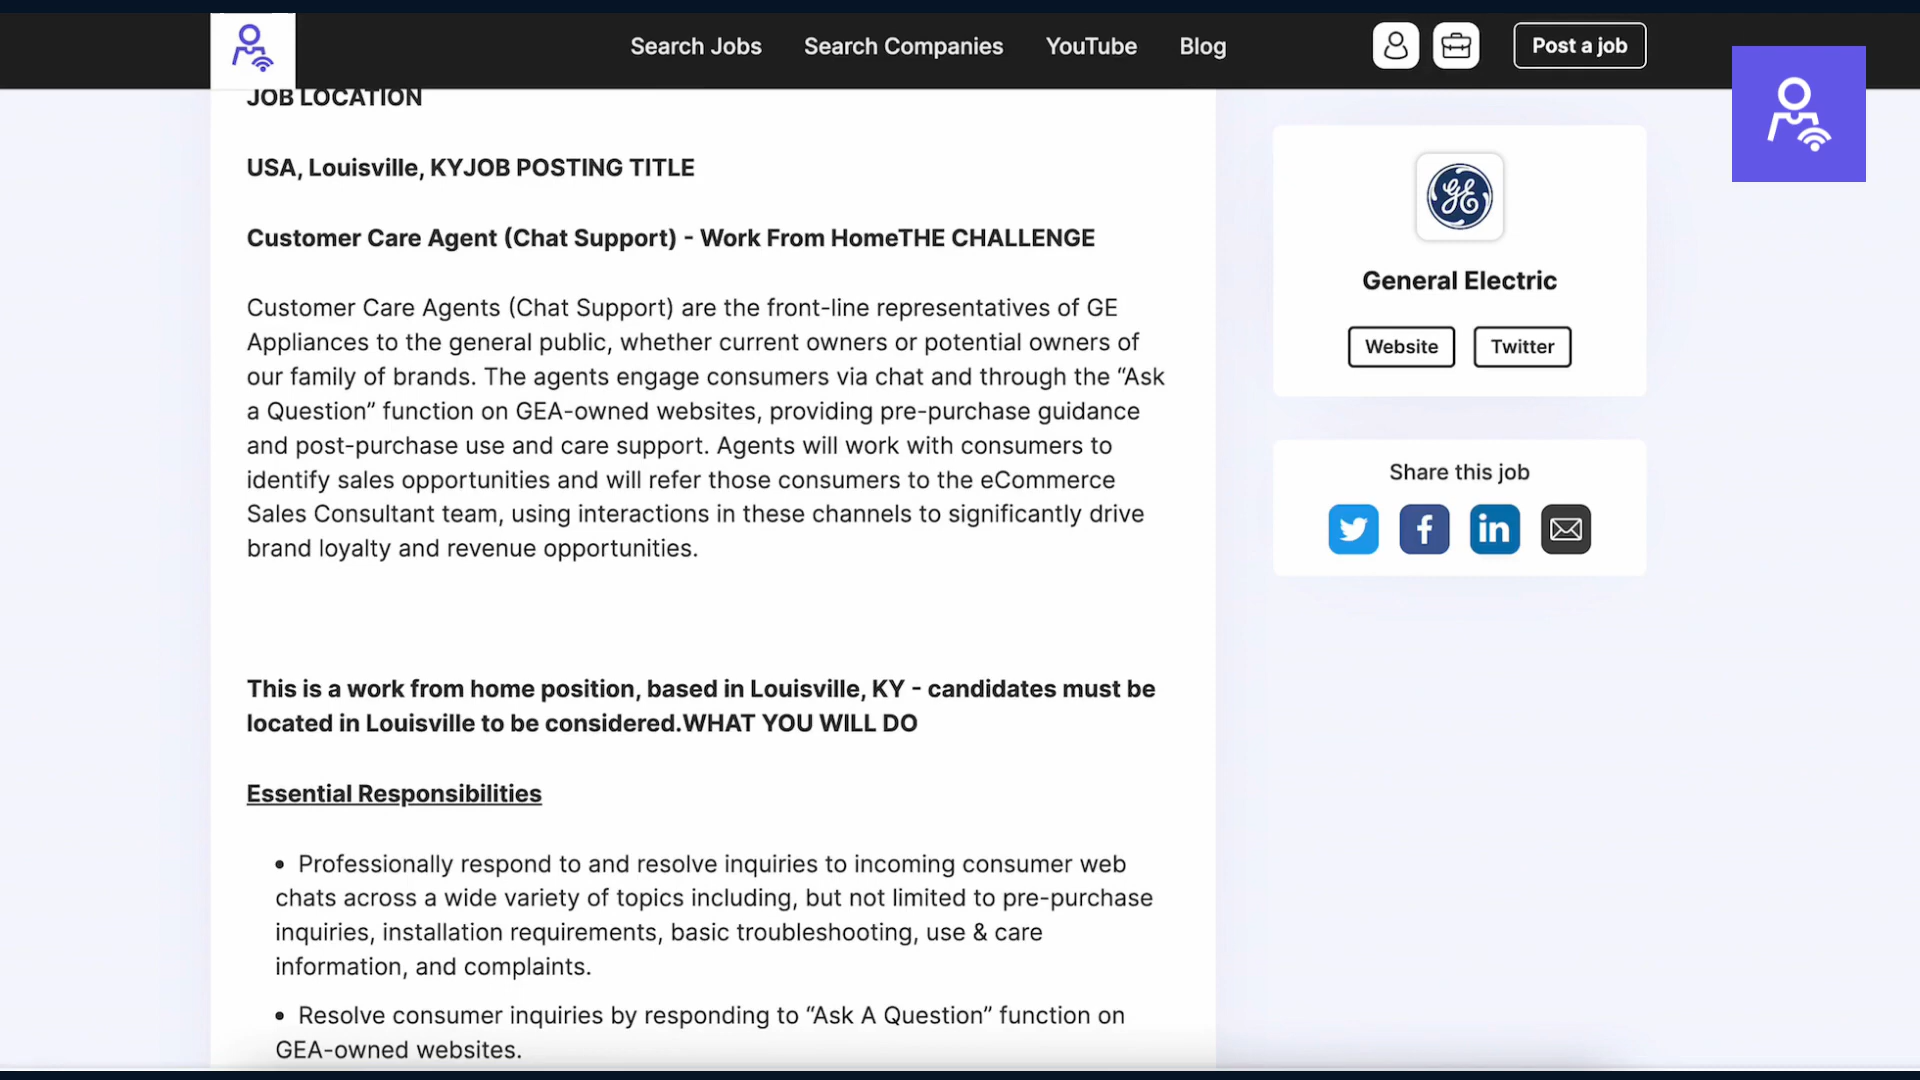 Search Jobs Search Companies YouTube Blog Post a job
JOB LOCATION
USA, Louisville, KYJOB POSTING TITLE
Customer Care Agent (Chat Support) - Work From HomeTHE CHALLENGE
Customer Care Agents (Chat Support) are the front-line representatives of GE
Appliances to the general public, whether current owners or potential owners of
our family of brands. The agents engage consumers via chat and through the “Ask
a Question” function on GEA-owned websites, providing pre-purchase guidance
and post-purchase use and care support. Agents will work with consumers to
identify sales opportunities and will refer those consumers to the eCommerce
Sales Consultant team, using interactions in these channels to significantly drive
brand loyalty and revenue opportunities.
This is a work from home position, based in Louisville, KY - candidates must be
located in Louisville to be considered.WHAT YOU WILL DO
Essential Responsibilities
• Professionally respond to and resolve inquiries to incoming consumer web
chats across a wide variety of topics including, but not limited to pre-purchase
inquiries, installation requirements, basic troubleshooting, use & care
information, and complaints.
• Resolve consumer inquiries by responding to “Ask A Question” function on
GEA-owned websites.
GE
General Electric
Website Twitter
Share this job